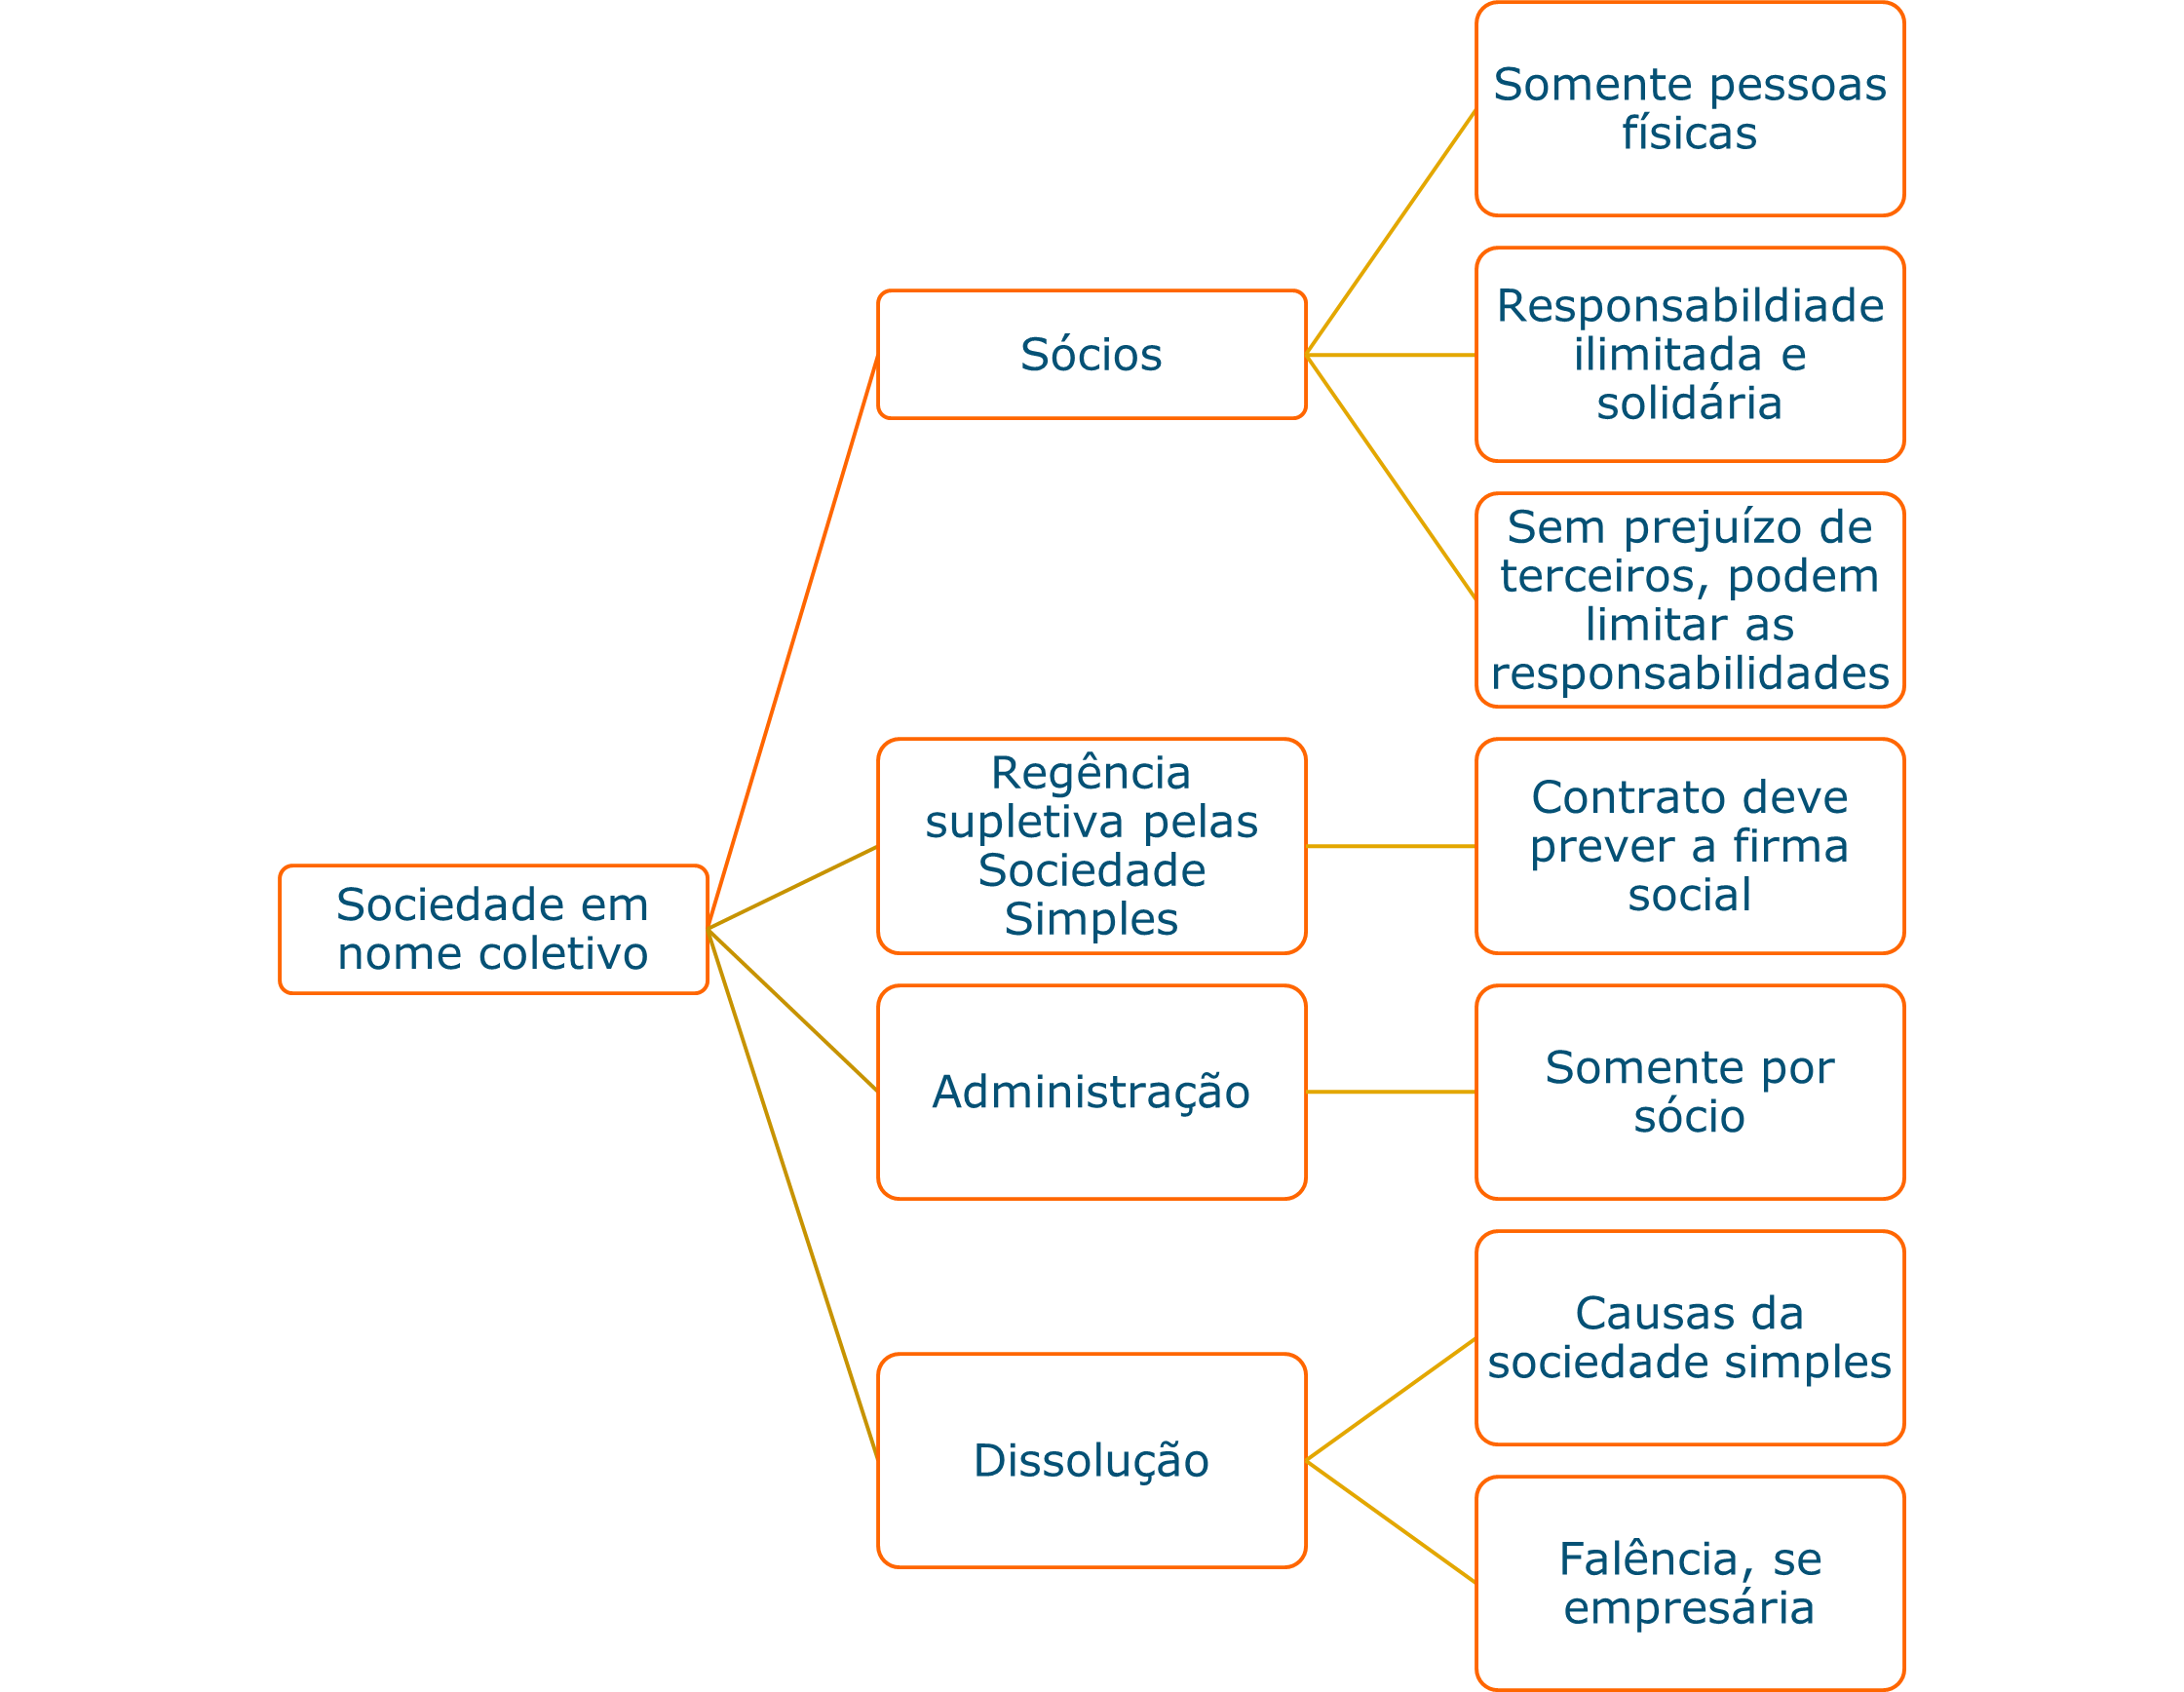 Sociedade em
nome coletivo
Sócios
Somente pessoas
físicas
Responsabildiade
ilimitada e
solidária
Sem prejuízo de
terceiros, podem
limitar as
responsabilidades
Regência
supletiva pelas
Sociedade
Simples
Contrato deve
prever a firma
social
Administração
Somente por
sócio
Dissolução
Causas da
sociedade simples
Falência, se
empresária